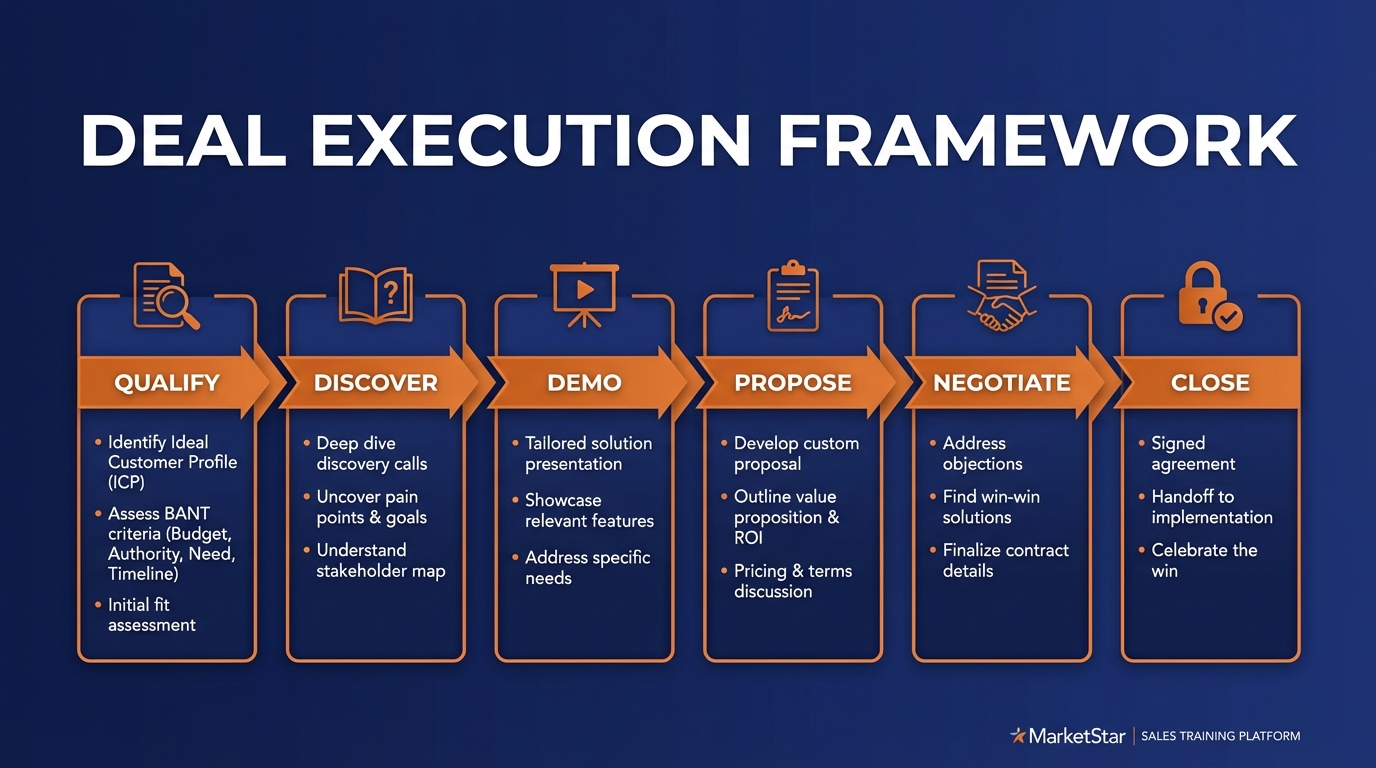 DEAL EXECUTION FRAMEWORK
?
QUALIFY
• Identify Ideal
Customer Profile
(ICP)
• Assess BANT
criteria (Budget,
Authority, Need,
Timeline)
• Initial fit
assessment
DISCOVER
• Deep dive
discovery calls
• Uncover pain
points & goals
• Understand
stakeholder map
DEMO
• Tailored solution
presentation
• Showcase
relevant features
• Address specific
needs
PROPOSE
• Develop custom
proposal
• Outline value
proposition &
ROI
• Pricing & terms
discussion
NEGOTIATE
• Address
objections
• Find win-win
solutions
• Finalize contract
details
CLOSE
• Signed
agreement
• Handoff to
implementation
• Celebrate the
win
MarketStar | SALES TRAINING PLATFORM